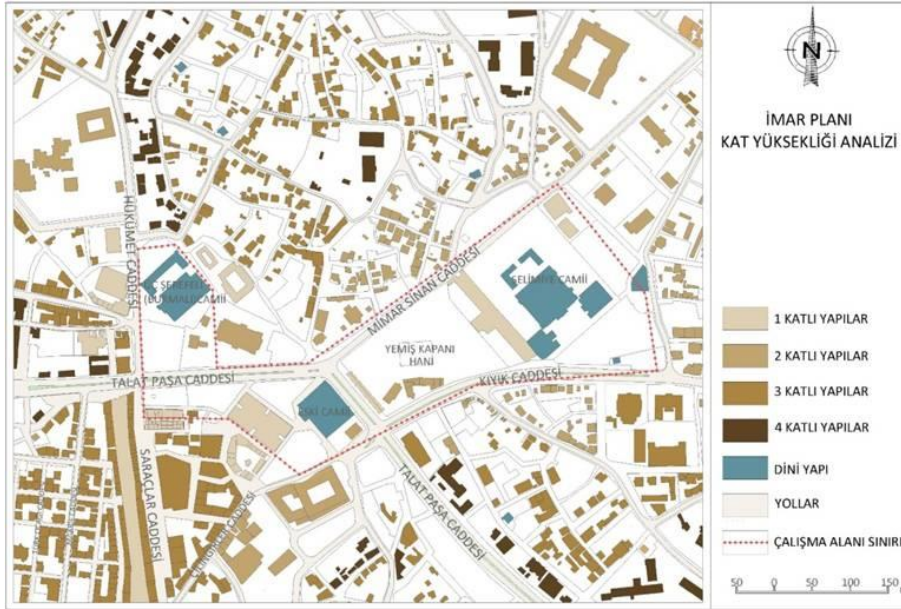 N
İMAR PLANI
KAT YÜKSEKLİĞİ ANALİZİ
HÜKÜMET CADDESİ
ÜÇ ŞEREFELİ
(BURMALI)CAMİİ
MİMAR SİNAN CADDESİ
SELİMİYE CAMİİ
YEMİŞ KAPANI
HANİ
TALAT PAŞA CADDESİ
KIYIK CADDESİ
ESKİ CAMİİ
SARAÇLAR CADDESİ
TALAT PAŞA CADDESİ
1 KATLI YAPILAR
2 KATLI YAPILAR
3 KATLI YAPILAR
4 KATLI YAPILAR
DİNİ YAPI
YOLLAR
ÇALIŞMA ALANI SINIRI
50 0 50 100 150